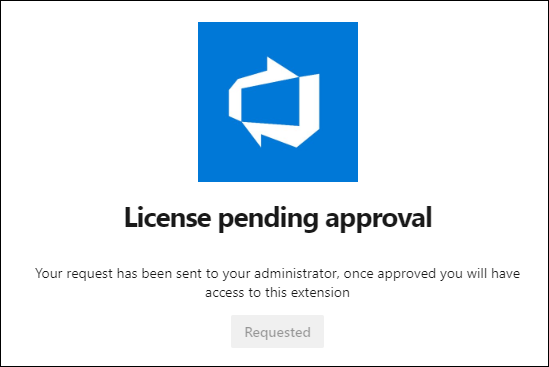 License pending approval
Your request has been sent to your administrator, once approved you will have
access to this extension
Requested